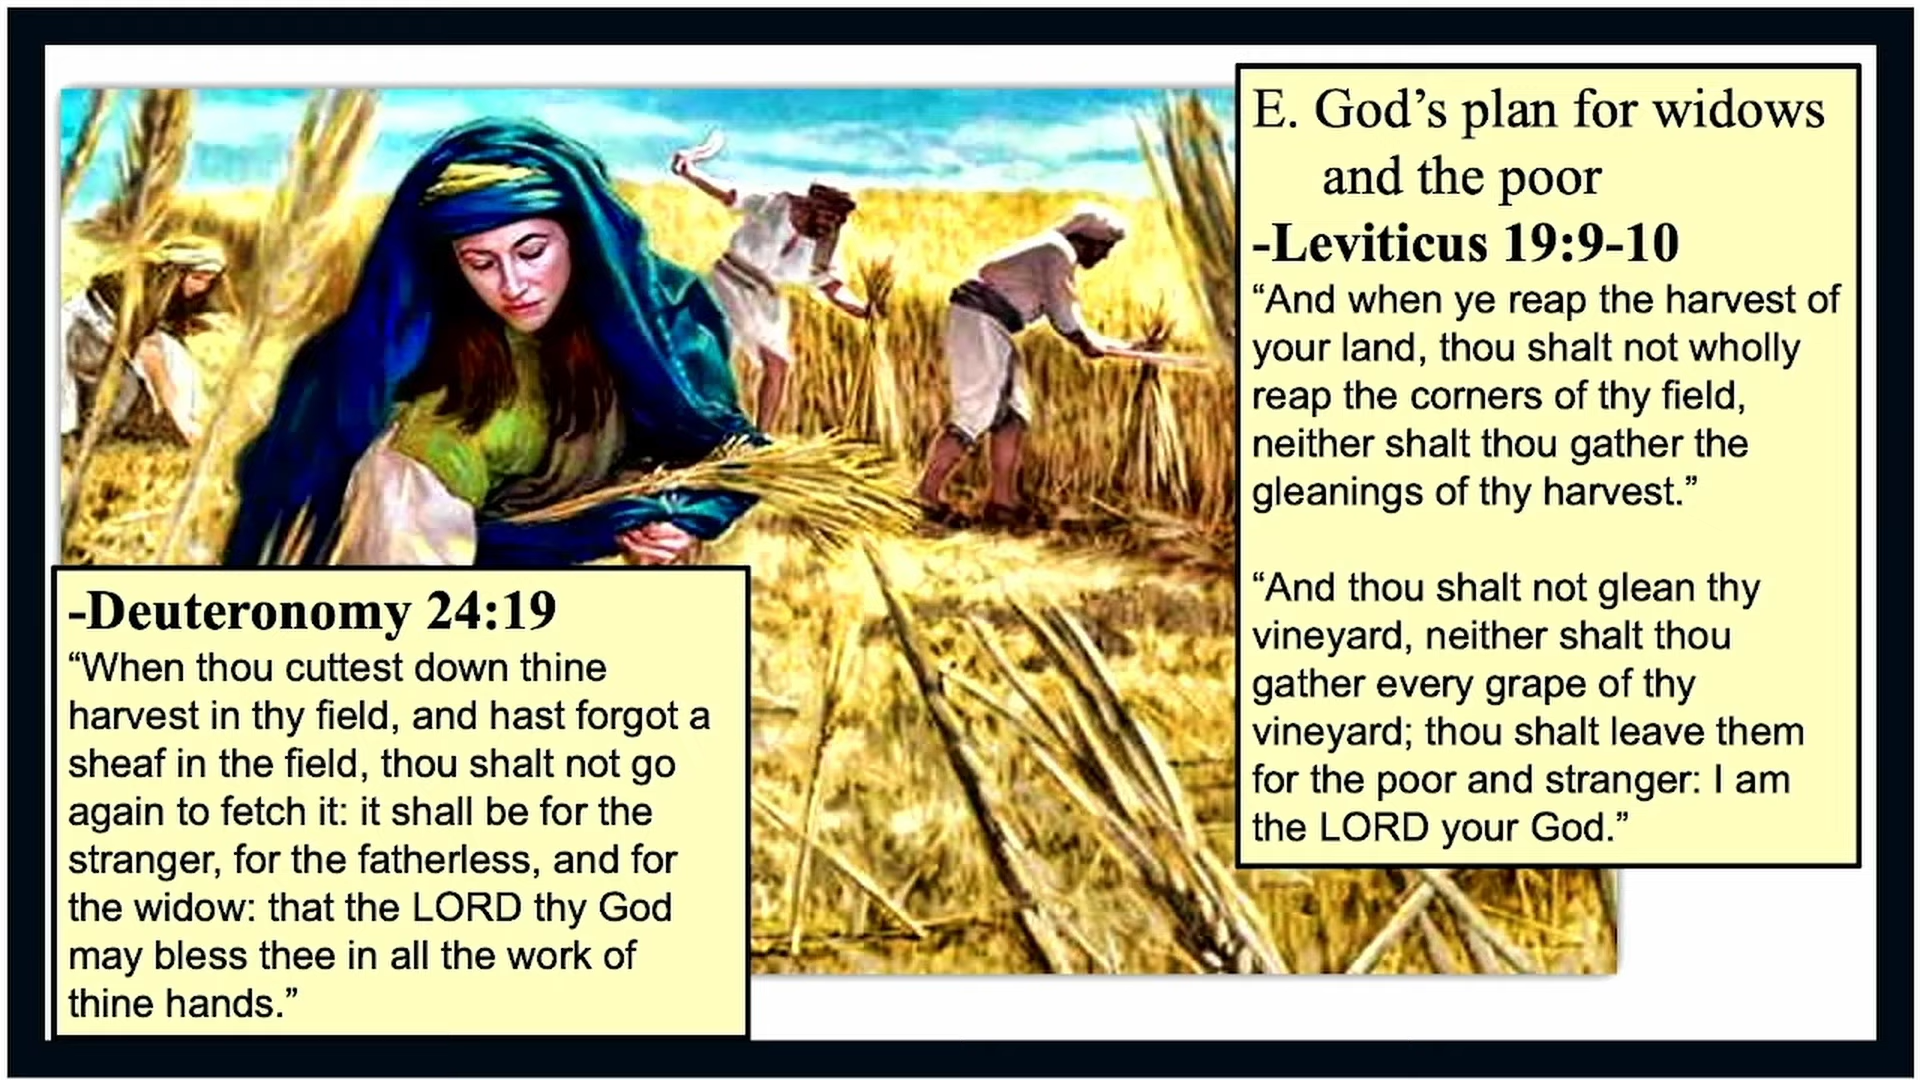 E. God’s plan for widows
and the poor
-Leviticus 19:9-10
“And when ye reap the harvest of
your land, thou shalt not wholly
reap the corners of thy field,
neither shalt thou gather the
gleanings of thy harvest.”
“And thou shalt not glean thy
vineyard, neither shalt thou
gather every grape of thy
vineyard; thou shalt leave them
for the poor and stranger: I am
the LORD your God.”
-Deuteronomy 24:19
“When thou cuttest down thine
harvest in thy field, and hast forgot a
sheaf in the field, thou shalt not go
again to fetch it: it shall be for the
stranger, for the fatherless, and for
the widow: that the LORD thy God
may bless thee in all the work of
thine hands.”